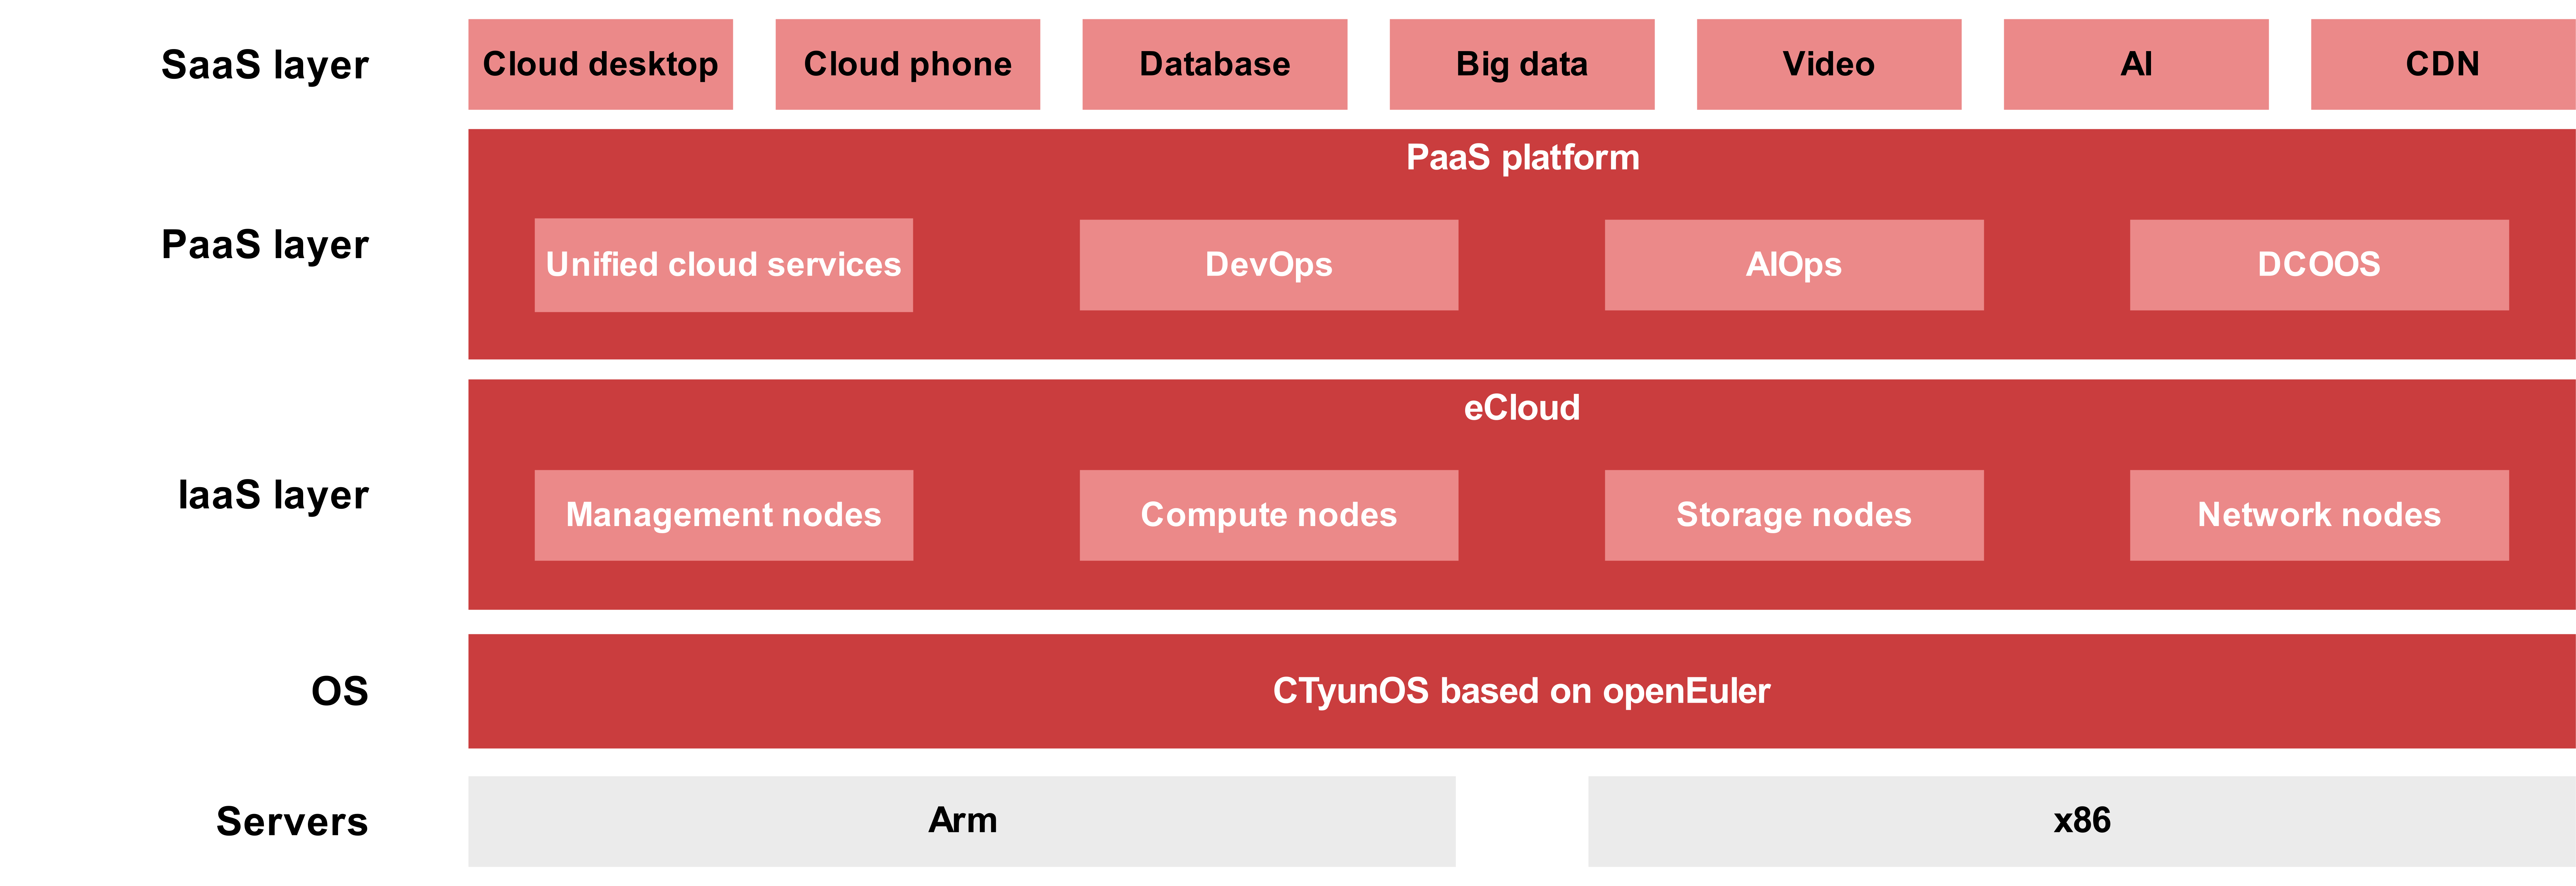 SaaS layer
Cloud desktop
Cloud phone
Database
Big data
Video
AI
CDN
PaaS layer
PaaS platform
Unified cloud services
DevOps
AIOps
DCOOS
IaaS layer
eCloud
Management nodes
Compute nodes
Storage nodes
Network nodes
OS
CTyunOS based on openEuler
Servers
Arm
x86